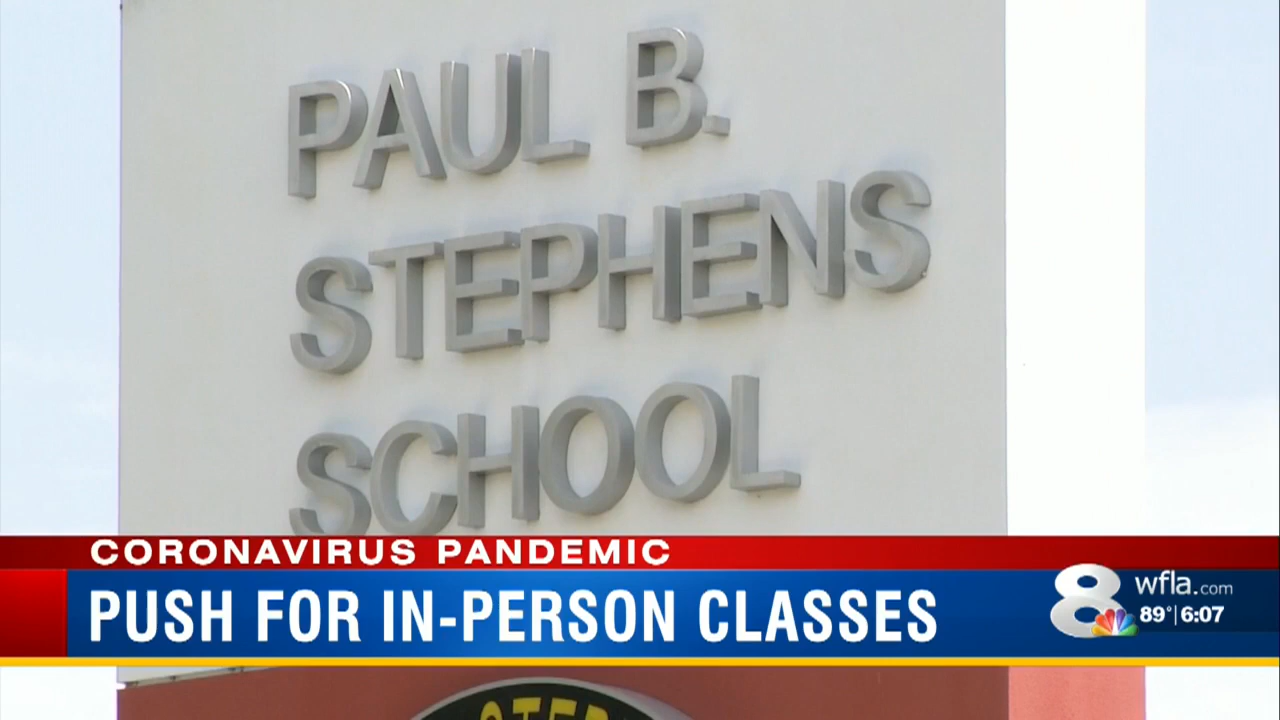 PAUL B.
STEPHENS
SCHOOL
CORONAVIRUS PANDEMIC
PUSH FOR IN-PERSON CLASSES
8 wfla.com
89° | 6:07